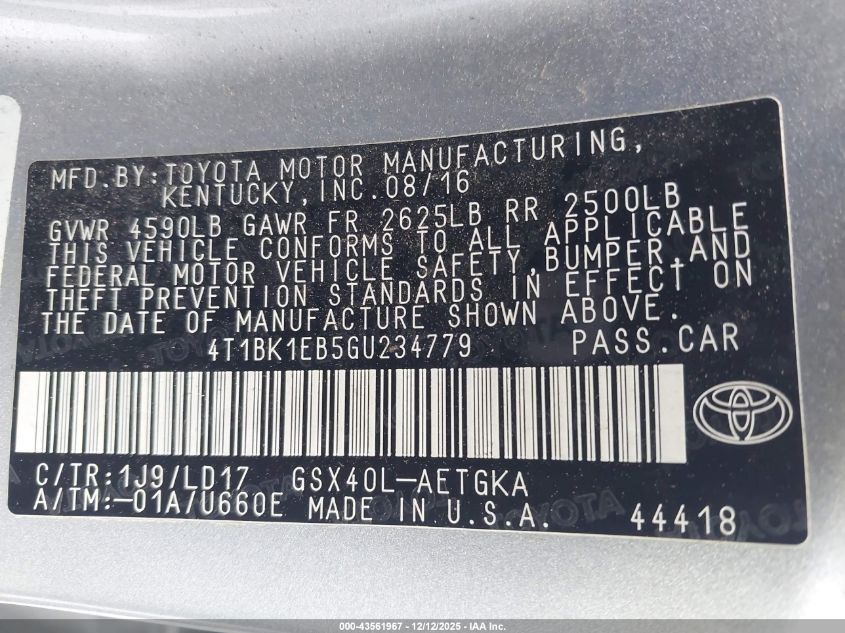 MFD.BY:TOYOTA MOTOR MANUFACTURING,
KENTUCKY,INC.08/16
GVWR 4590LB GAWR FR 2625LB RR 2500LB
THIS VEHICLE CONFORMS TO ALL APPLICABLE
FEDERAL MOTOR VEHICLE SAFETY,BUMPER,AND
THEFT PREVENTION STANDARDS IN EFFECT ON
THE DATE OF MANUFACTURE SHOWN ABOVE.
4T1BK1EB5GU234779 PASS.CAR
C/TR:1J9/LD17 GSX40L-AETGKA
A/TM:-01A/U660E MADE IN U.S.A. 44418
000-43561967 - 12/12/2025 - IAA Inc.